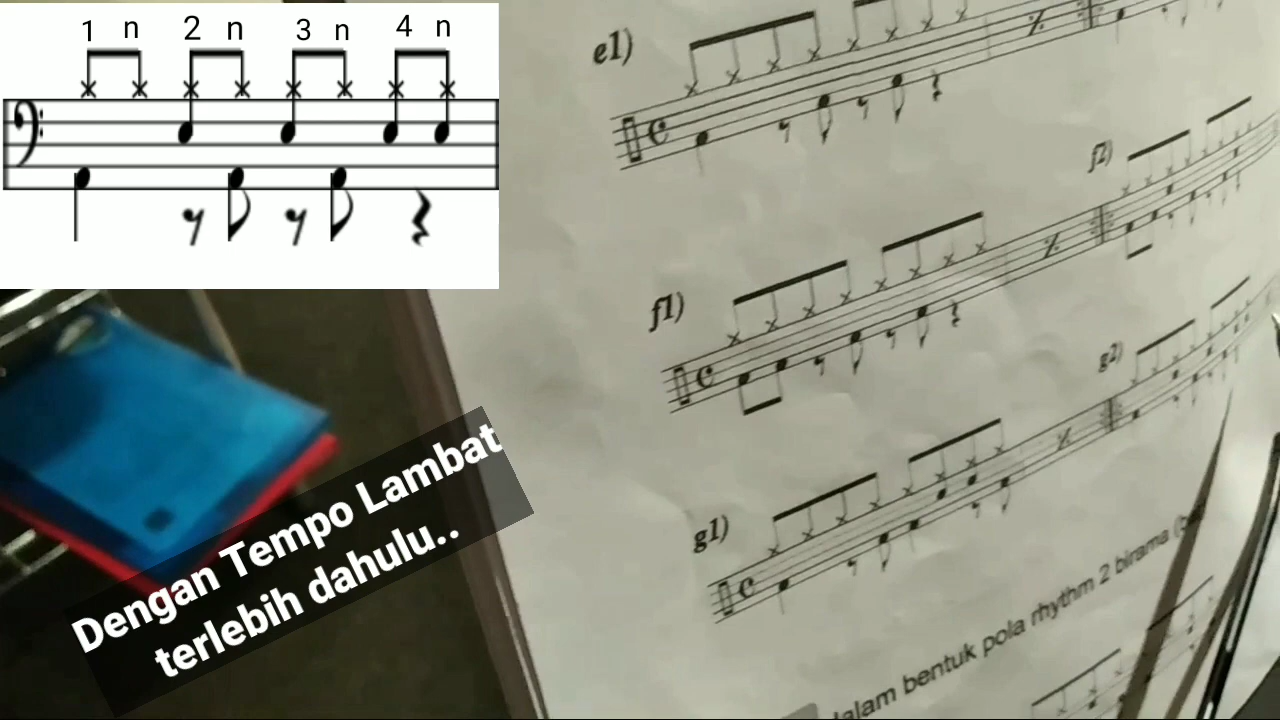 1 n 2 n 3 n 4 n
e1)
f2)
f1)
g2)
g1)
Dengan Tempo Lambat
terlebih dahulu..
dalam bentuk pola rhythm 2 birama